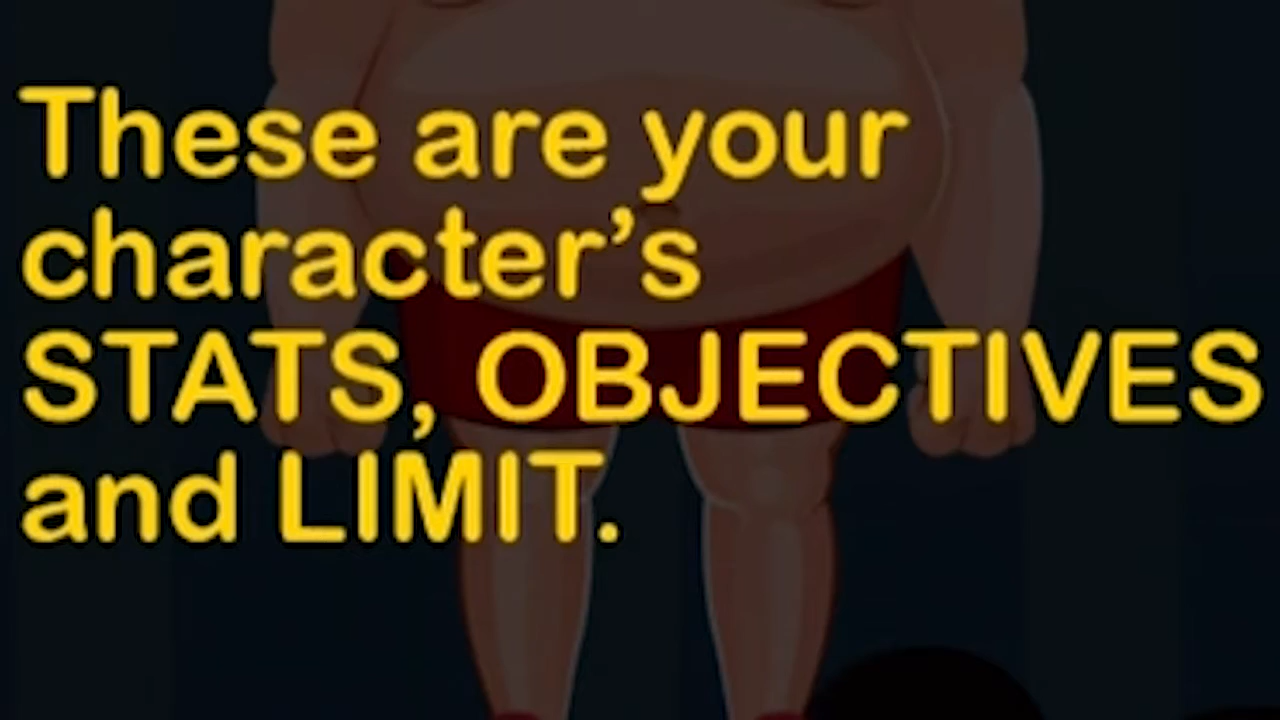 These are your
character’s
STATS, OBJECTIVES
and LIMIT.